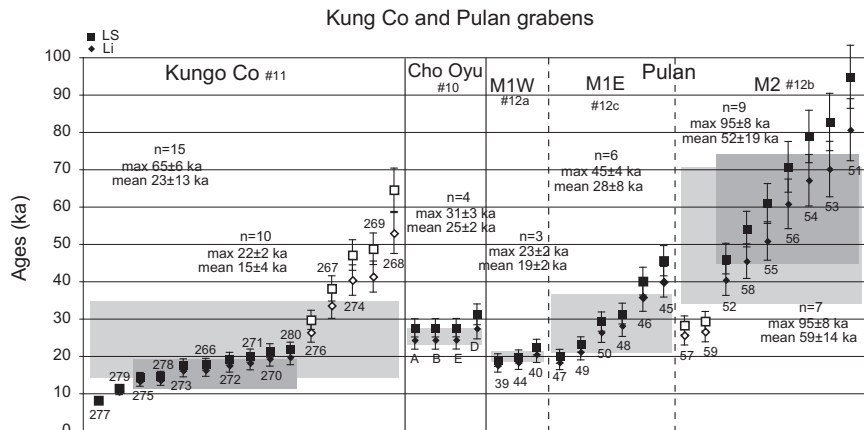 Kung Co and Pulan grabens
LS
Li
Ages (ka)
100
90
80
70
60
50
40
30
20
10
0
Kungo Co #11
n=15
max 65±6 ka
mean 23±13 ka
n=10
max 22±2 ka
mean 15±4 ka
277
279
275
278
273
266
272
271
270
280
276
267
274
269
268
Cho Oyu
#10
n=4
max 31±3 ka
mean 25±2 ka
A
B
E
D
Pulan
M1W
#12a
n=3
max 23±2 ka
mean 19±2 ka
39
44
40
M1E
#12c
n=6
max 45±4 ka
mean 28±8 ka
47
49
50
48
46
45
M2 #12b
n=9
max 95±8 ka
mean 52±19 ka
57
59
52
58
55
56
54
53
51
n=7
max 95±8 ka
mean 59±14 ka